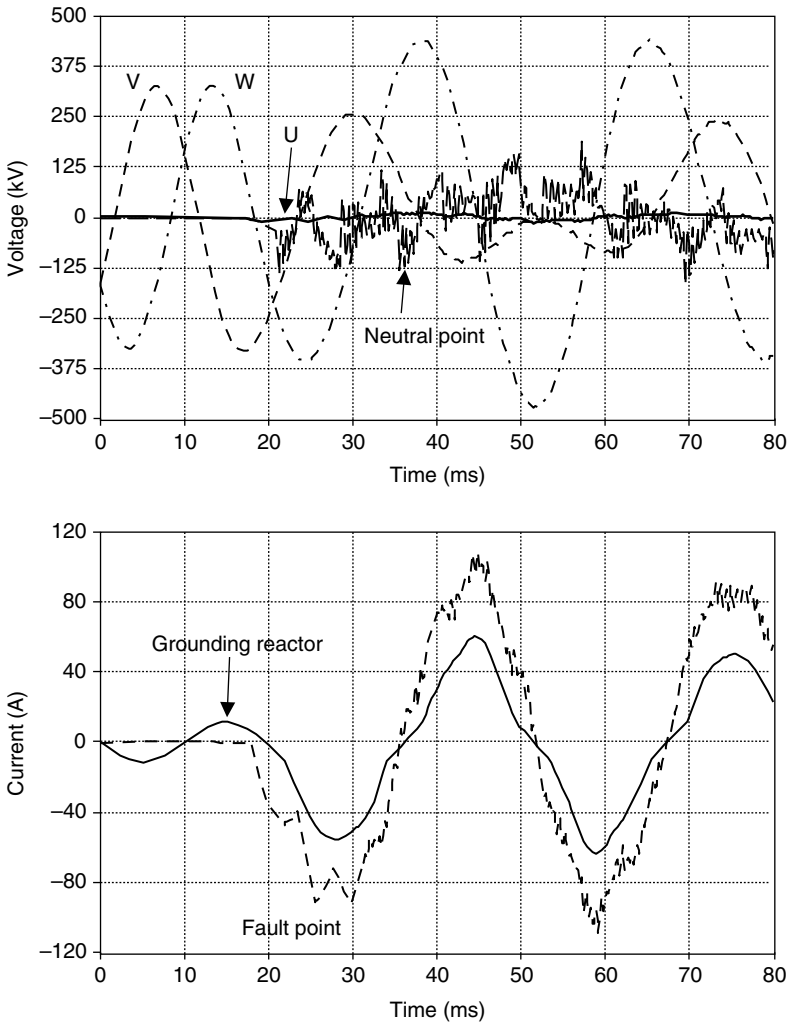 500
375
250
125
0
−125
−250
−375
−500
Voltage (kV)
V
W
U
Neutral point
0 10 20 30 40 50 60 70 80
Time (ms)
120
80
40
0
−40
−80
−120
Current (A)
Grounding reactor
Fault point
0 10 20 30 40 50 60 70 80
Time (ms)